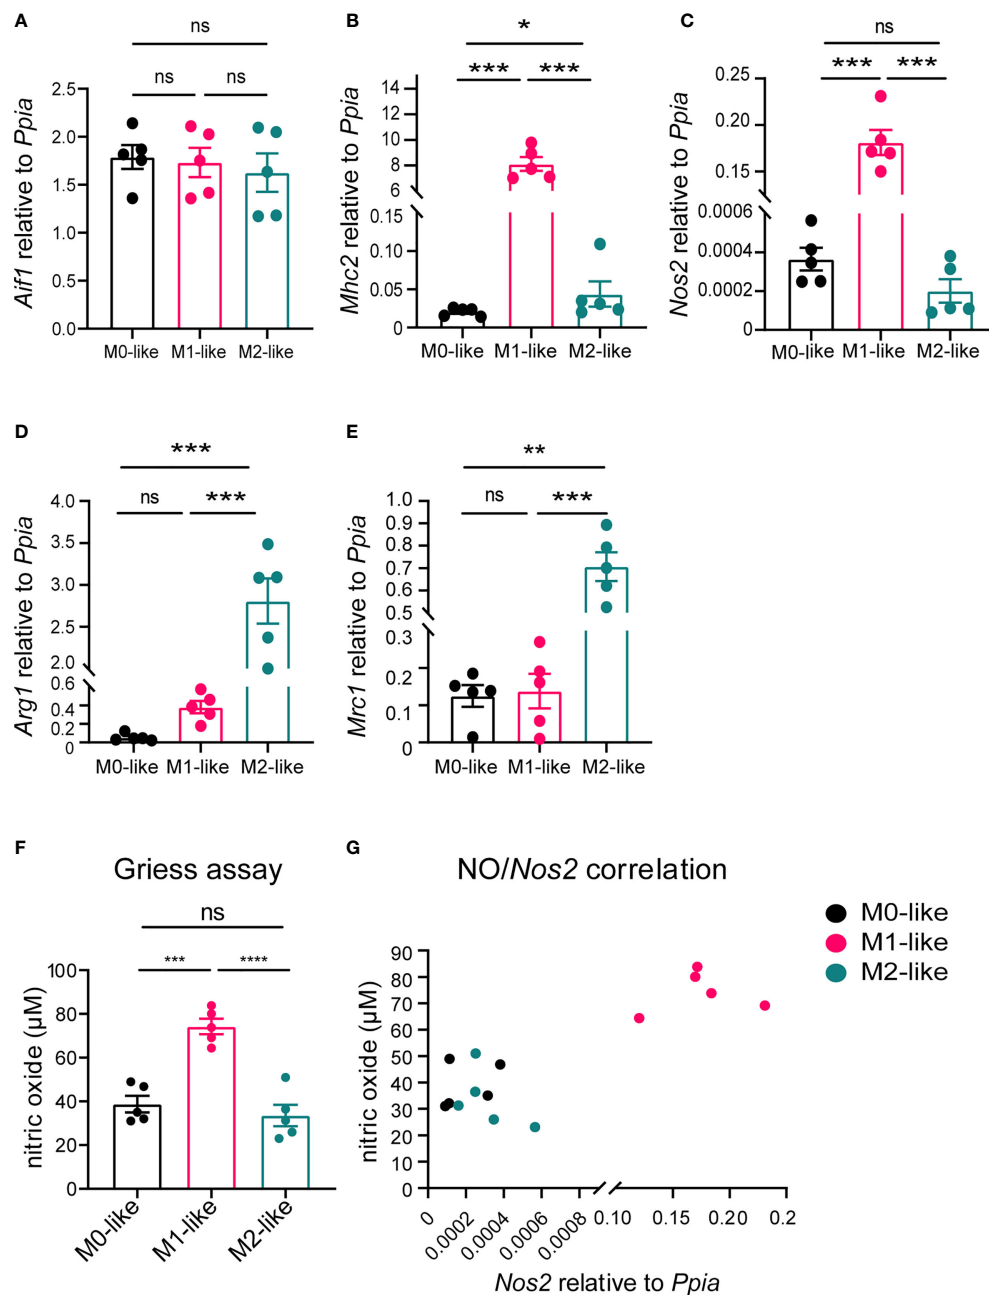 A
ns
ns
ns
2.5
2.0
1.5
1.0
0.5
0.0
Aif1 relative to Ppia
M0-like
M1-like
M2-like
B
*
***
***
14
12
10
8
6
0.15
0.10
0.05
0
Mhc2 relative to Ppia
M0-like
M1-like
M2-like
C
ns
***
***
0.25
0.20
0.15
0.0006
0.0004
0.0002
0
Nos2 relative to Ppia
M0-like
M1-like
M2-like
D
***
ns
***
4.0
3.5
3.0
2.5
2.0
0.6
0.4
0.2
0
Arg1 relative to Ppia
M0-like
M1-like
M2-like
E
**
ns
***
1.0
0.9
0.8
0.7
0.6
0.5
0.3
0.2
0.1
0
Mrc1 relative to Ppia
M0-like
M1-like
M2-like
F
Griess assay
ns
***
****
100
80
60
40
20
0
nitric oxide (µM)
M0-like
M1-like
M2-like
G
NO/Nos2 correlation
M0-like
M1-like
M2-like
90
80
70
60
50
40
30
20
10
0
nitric oxide (µM)
0
0.0002
0.0004
0.0006
0.0008
0.10
0.15
0.20
0.2
Nos2 relative to Ppia